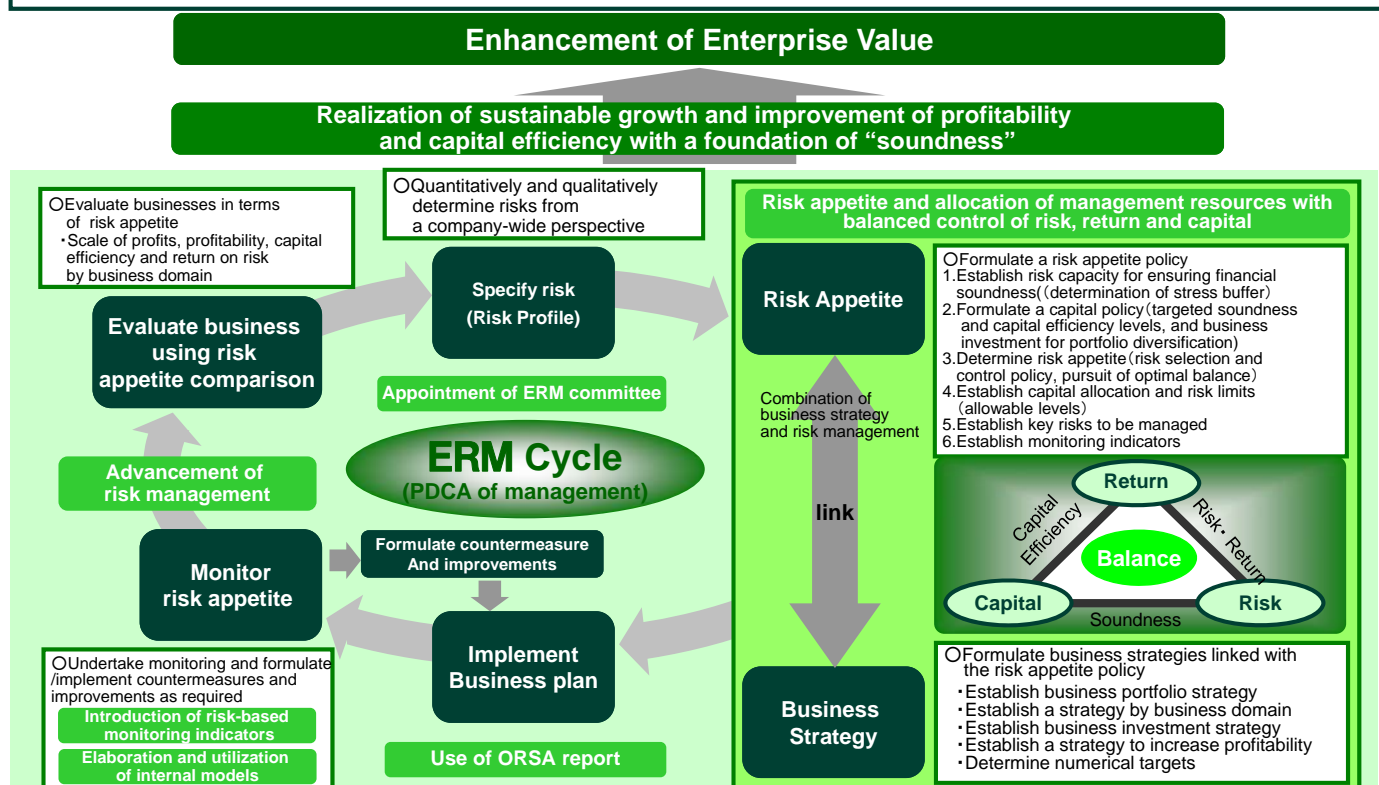 Enhancement of Enterprise Value
Realization of sustainable growth and improvement of profitability
and capital efficiency with a foundation of “soundness”
○Evaluate businesses in terms
of risk appetite
・Scale of profits, profitability, capital
efficiency and return on risk
by business domain
○Quantitatively and qualitatively
determine risks from
a company-wide perspective
Evaluate business
using risk
appetite comparison
Specify risk
(Risk Profile)
Appointment of ERM committee
Advancement of
risk management
ERM Cycle
(PDCA of management)
Monitor
risk appetite
Formulate countermeasure
And improvements
Implement
Business plan
○Undertake monitoring and formulate
/implement countermeasures and
improvements as required
Introduction of risk-based
monitoring indicators
Elaboration and utilization
of internal models
Use of ORSA report
Risk appetite and allocation of management resources with
balanced control of risk, return and capital
Risk Appetite
Combination of
business strategy
and risk management
link
Business
Strategy
○Formulate a risk appetite policy
1.Establish risk capacity for ensuring financial
soundness(（determination of stress buffer）
2.Formulate a capital policy（targeted soundness
and capital efficiency levels, and business
investment for portfolio diversification)
3.Determine risk appetite（risk selection and
control policy, pursuit of optimal balance）
4.Establish capital allocation and risk limits
（allowable levels）
5.Establish key risks to be managed
6.Establish monitoring indicators
Return
Capital
Efficiency
Risk・Return
Balance
Capital
Risk
Soundness
○Formulate business strategies linked with
the risk appetite policy
・Establish business portfolio strategy
・Establish a strategy by business domain
・Establish business investment strategy
・Establish a strategy to increase profitability
・Determine numerical targets